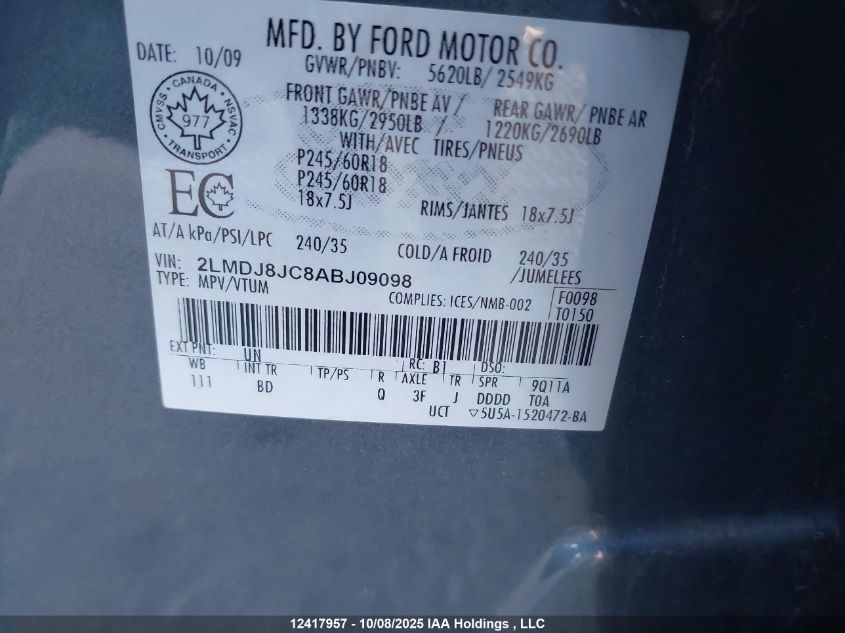 MFD. BY FORD MOTOR CO.
DATE: 10/09
GVWR/PNBV: 5620LB/ 2549KG
FRONT GAWR/PNBE AV / REAR GAWR/ PNBE AR
1338KG/2950LB / 1220KG/2690LB
WITH/AVEC TIRES/PNEUS
P245/60R18
P245/60R18
18x7.5J RIMS/JANTES 18x7.5J
CMVSS · CANADA · NSVAC
977
TRANSPORT
EC
AT/A kPa/PSI/LPC 240/35 COLD/A FROID 240/35
/JUMELEES
VIN: 2LMDJ8JC8ABJ09098
TYPE: MPV/VTUM
COMPLIES: ICES/NMB-002
F0098
T0150
EXT PNT: UN RC: B1 DSO:
WB INT TR TP/PS R AXLE TR SPR 9Q11A
111 BD Q 3F J DDDD T0A
UCT ▽5U5A-1520472-BA
12417957 - 10/08/2025 IAA Holdings , LLC